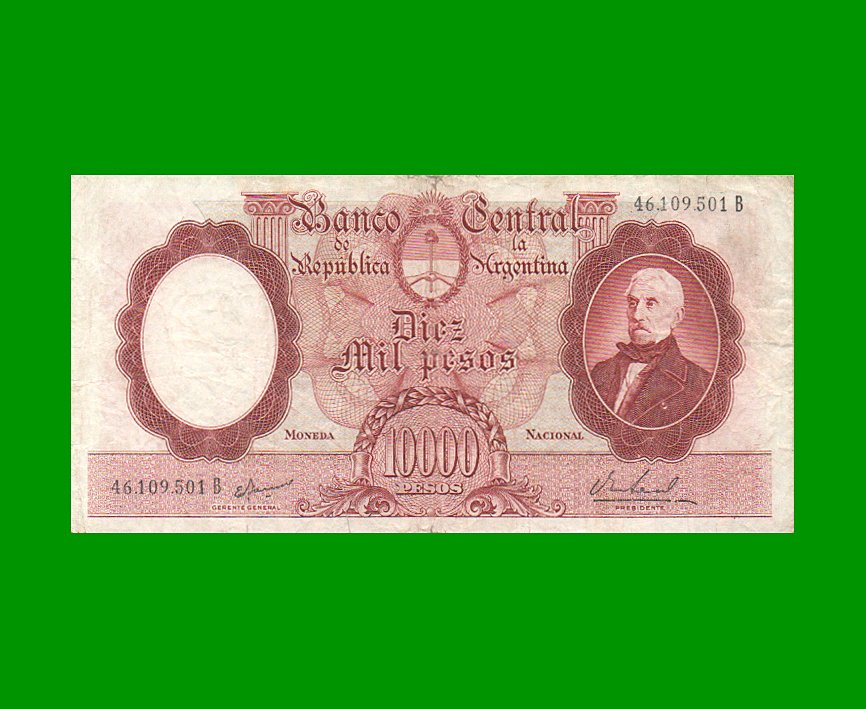 46.109.501 B
Banco Central
de la
República Argentina
Diez
Mil pesos
MONEDA NACIONAL
10000
PESOS
46.109.501 B
GERENTE GENERAL
PRESIDENTE